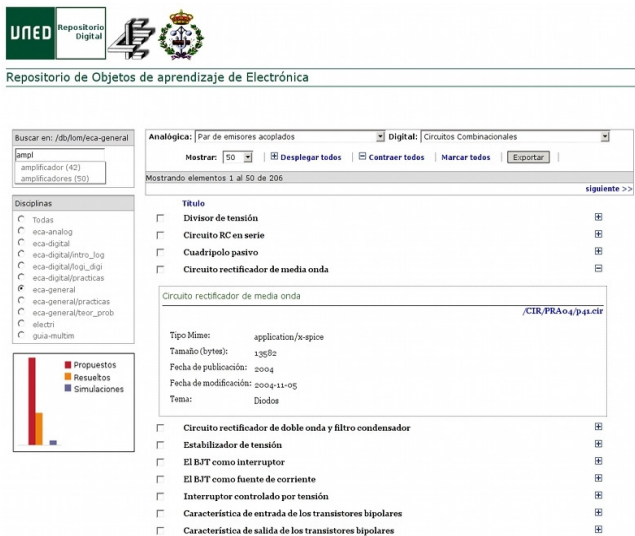 UNED
Repositorio
Digital
Repositorio de Objetos de aprendizaje de Electrónica
Buscar en: /db/lom/eca-general
ampl
amplificador (42)
amplificadores (50)
Disciplinas
Todas
eca-analog
eca-digital
eca-digital/intro_log
eca-digital/logi_digi
eca-digital/practicas
eca-general
eca-general/practicas
eca-general/teor_prob
electri
guia-multim
Propuestos
Resueltos
Simulaciones
Analógica: Par de emisores acoplados Digital: Circuitos Combinacionales
Mostrar: 50 Desplegar todos Contraer todos Marcar todos Exportar
Mostrando elementos 1 al 50 de 206
siguiente >>
Título
Divisor de tensión
Circuito RC en serie
Cuadripolo pasivo
Circuito rectificador de media onda
Circuito rectificador de media onda
/CIR/PRA04/p41.cir
Tipo Mime: application/x-spice
Tamaño (bytes): 13582
Fecha de publicación: 2004
Fecha de modificación: 2004-11-05
Tema: Diodos
Circuito rectificador de doble onda y filtro condensador
Estabilizador de tensión
El BJT como interruptor
El BJT como fuente de corriente
Interruptor controlado por tensión
Característica de entrada de los transistores bipolares
Característica de salida de los transistores bipolares